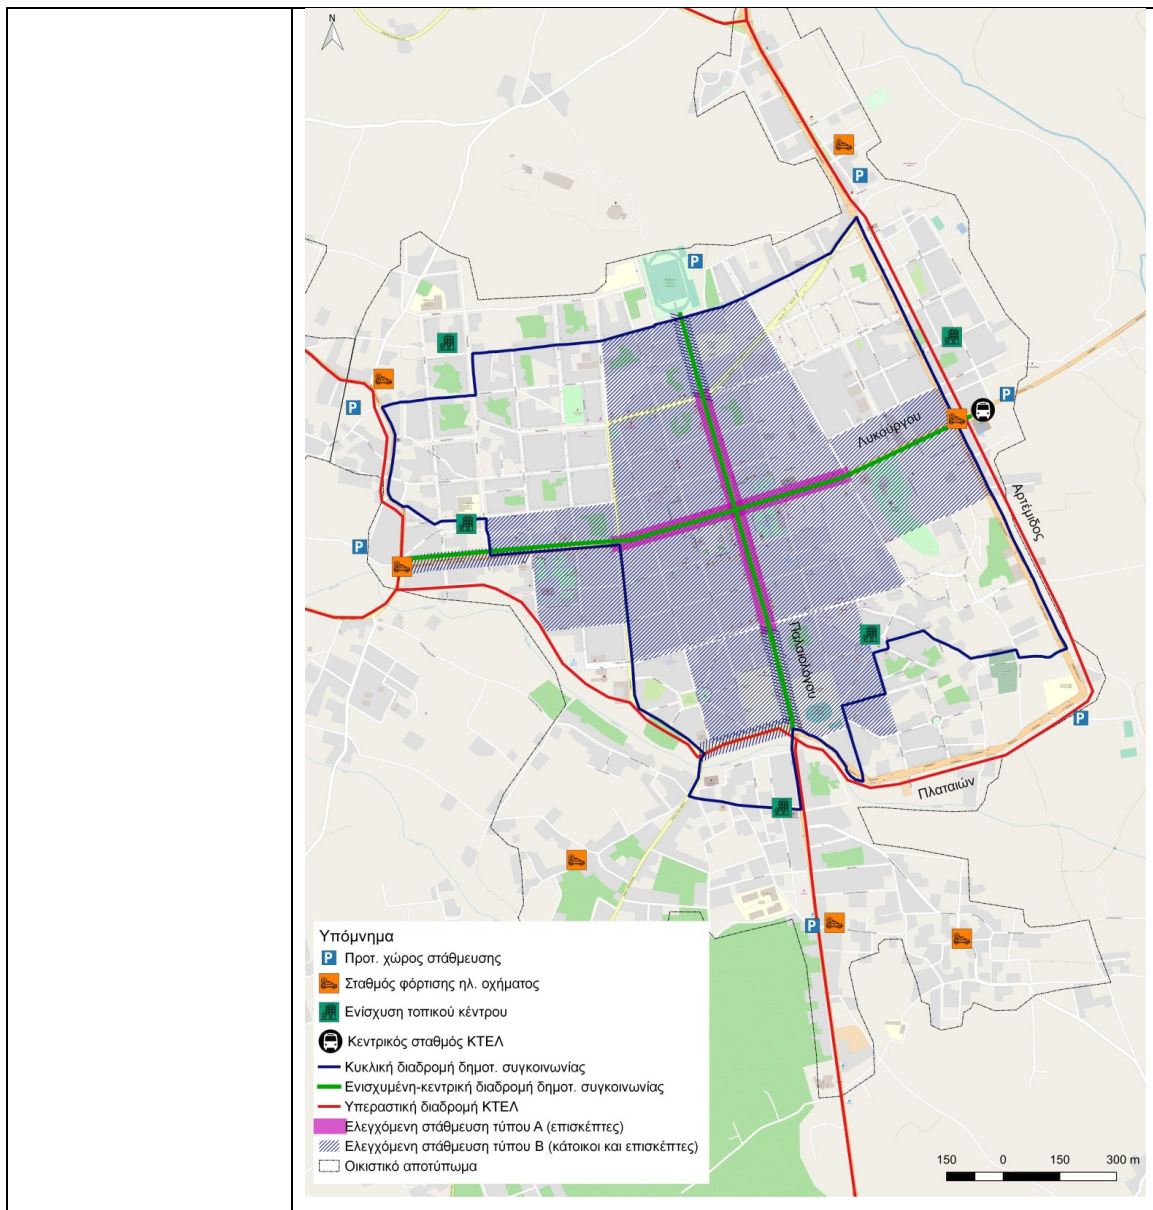 N
P
P
Λυκούργου
P
P
Αρτέμιδος
P
Παλαιολόγου
P
Πλαταιών
P
Υπόμνημα
P Προτ. χώρος στάθμευσης
Σταθμός φόρτισης ηλ. οχήματος
Ενίσχυση τοπικού κέντρου
Κεντρικός σταθμός ΚΤΕΛ
Κυκλική διαδρομή δημοτ. συγκοινωνίας
Ενισχυμένη-κεντρική διαδρομή δημοτ. συγκοινωνίας
Υπεραστική διαδρομή ΚΤΕΛ
Ελεγχόμενη στάθμευση τύπου Α (επισκέπτες)
Ελεγχόμενη στάθμευση τύπου Β (κάτοικοι και επισκέπτες)
Οικιστικό αποτύπωμα
150 0 150 300 m